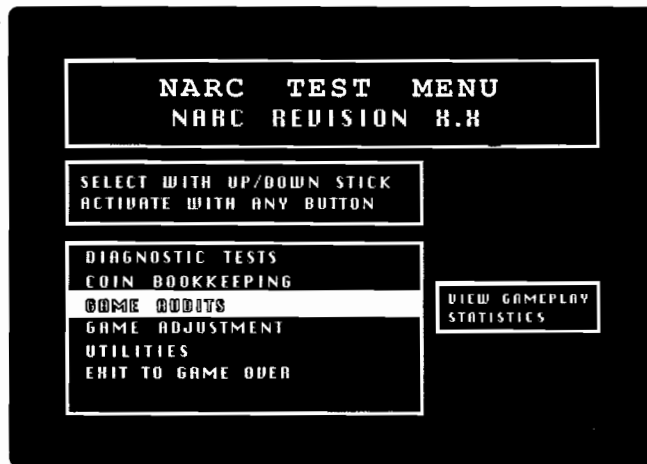 NARC TEST MENU
NARC REVISION X.X
SELECT WITH UP/DOWN STICK
ACTIVATE WITH ANY BUTTON
DIAGNOSTIC TESTS
COIN BOOKKEEPING
GAME AUDITS
GAME ADJUSTMENT
UTILITIES
EXIT TO GAME OVER
VIEW GAMEPLAY
STATISTICS